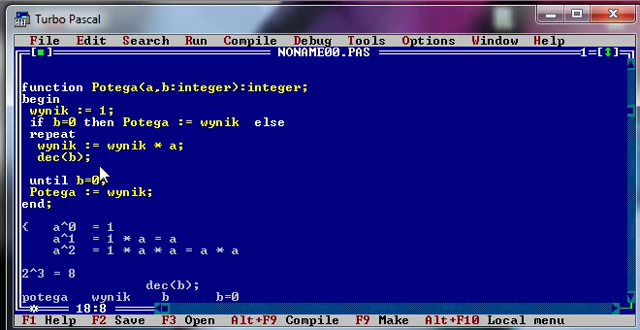 Turbo Pascal
File Edit Search Run Compile Debug Tools Options Window Help
[■] NONAME00.PAS 1=[↕]
function Potega(a,b:integer):integer;
begin
wynik := 1;
if b=0 then Potega := wynik else
repeat
wynik := wynik * a;
dec(b);
until b=0;
Potega := wynik;
end;
{ a^0 = 1
a^1 = 1 * a = a
a^2 = 1 * a * a = a * a
2^3 = 8
dec(b);
potega wynik b b=0
18:8
F1 Help F2 Save F3 Open Alt+F9 Compile F9 Make Alt+F10 Local menu